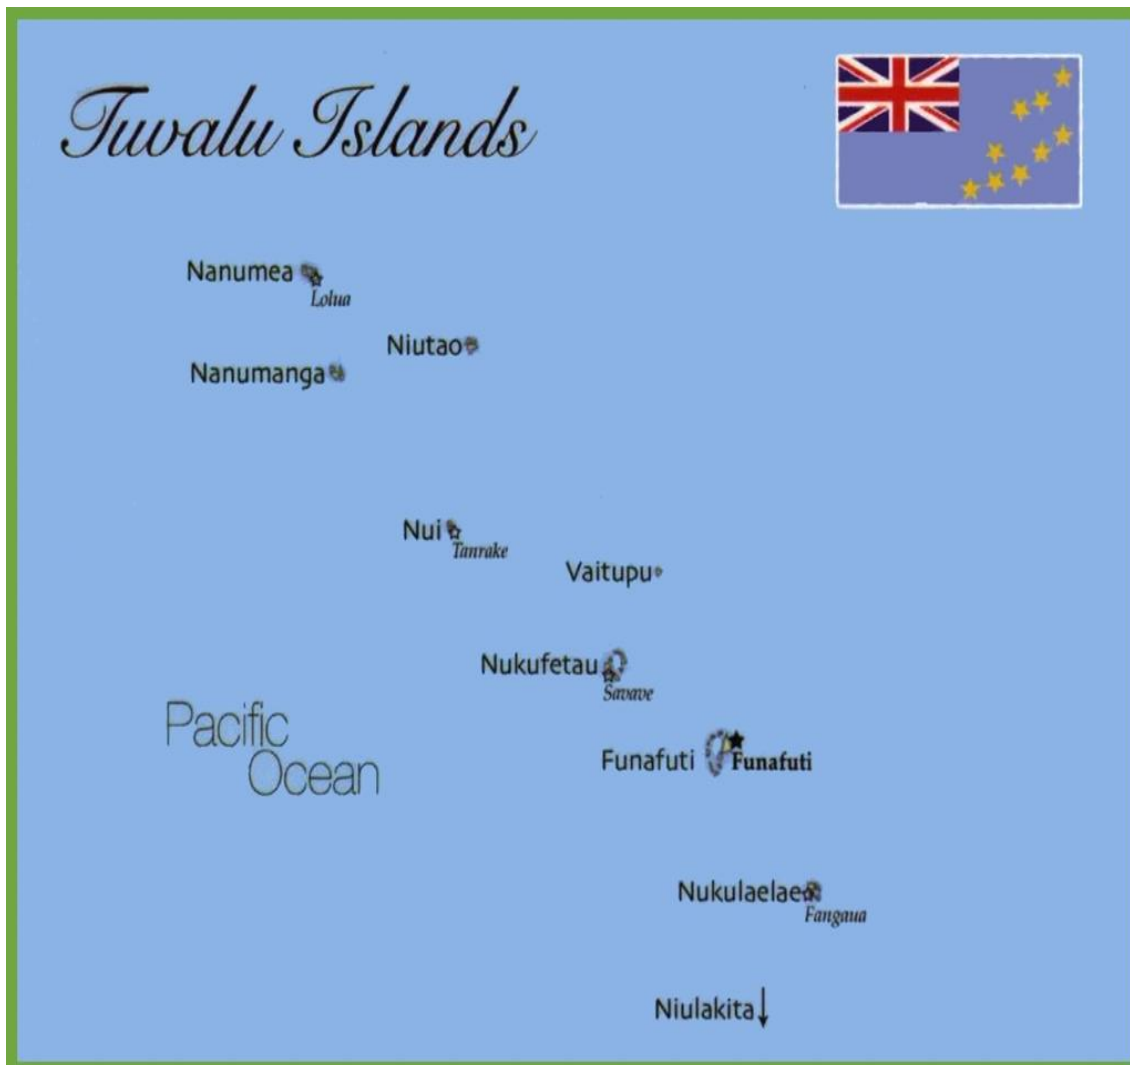 Tuvalu Islands
Nanumea
Lolua
Niutao
Nanumanga
Nui
Tanrake
Vaitupu
Nukufetau
Savave
Pacific
Ocean
Funafuti
Funafuti
Nukulaelae
Fangaua
Niulakita